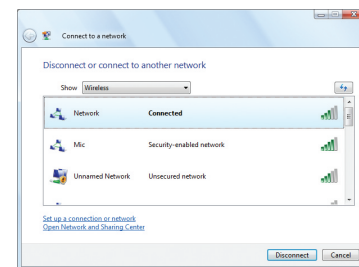 Connect to a network
Disconnect or connect to another network
Show Wireless
Network Connected
Mic Security-enabled network
Unnamed Network Unsecured network
Set up a connection or network
Open Network and Sharing Center
Disconnect Cancel